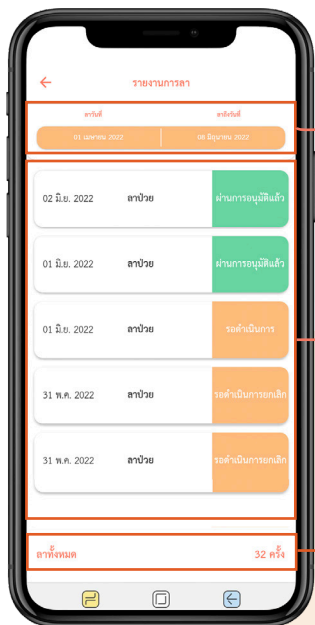 รายงานการลา
ลาวันที่ ลาถึงวันที่
01 เมษายน 2022 08 มิถุนายน 2022
02 มิ.ย. 2022 ลาป่วย ผ่านการอนุมัติแล้ว
01 มิ.ย. 2022 ลาป่วย ผ่านการอนุมัติแล้ว
01 มิ.ย. 2022 ลาป่วย รอดำเนินการ
31 พ.ค. 2022 ลาป่วย รอดำเนินการยกเลิก
31 พ.ค. 2022 ลาป่วย รอดำเนินการยกเลิก
ลาทั้งหมด 32 ครั้ง